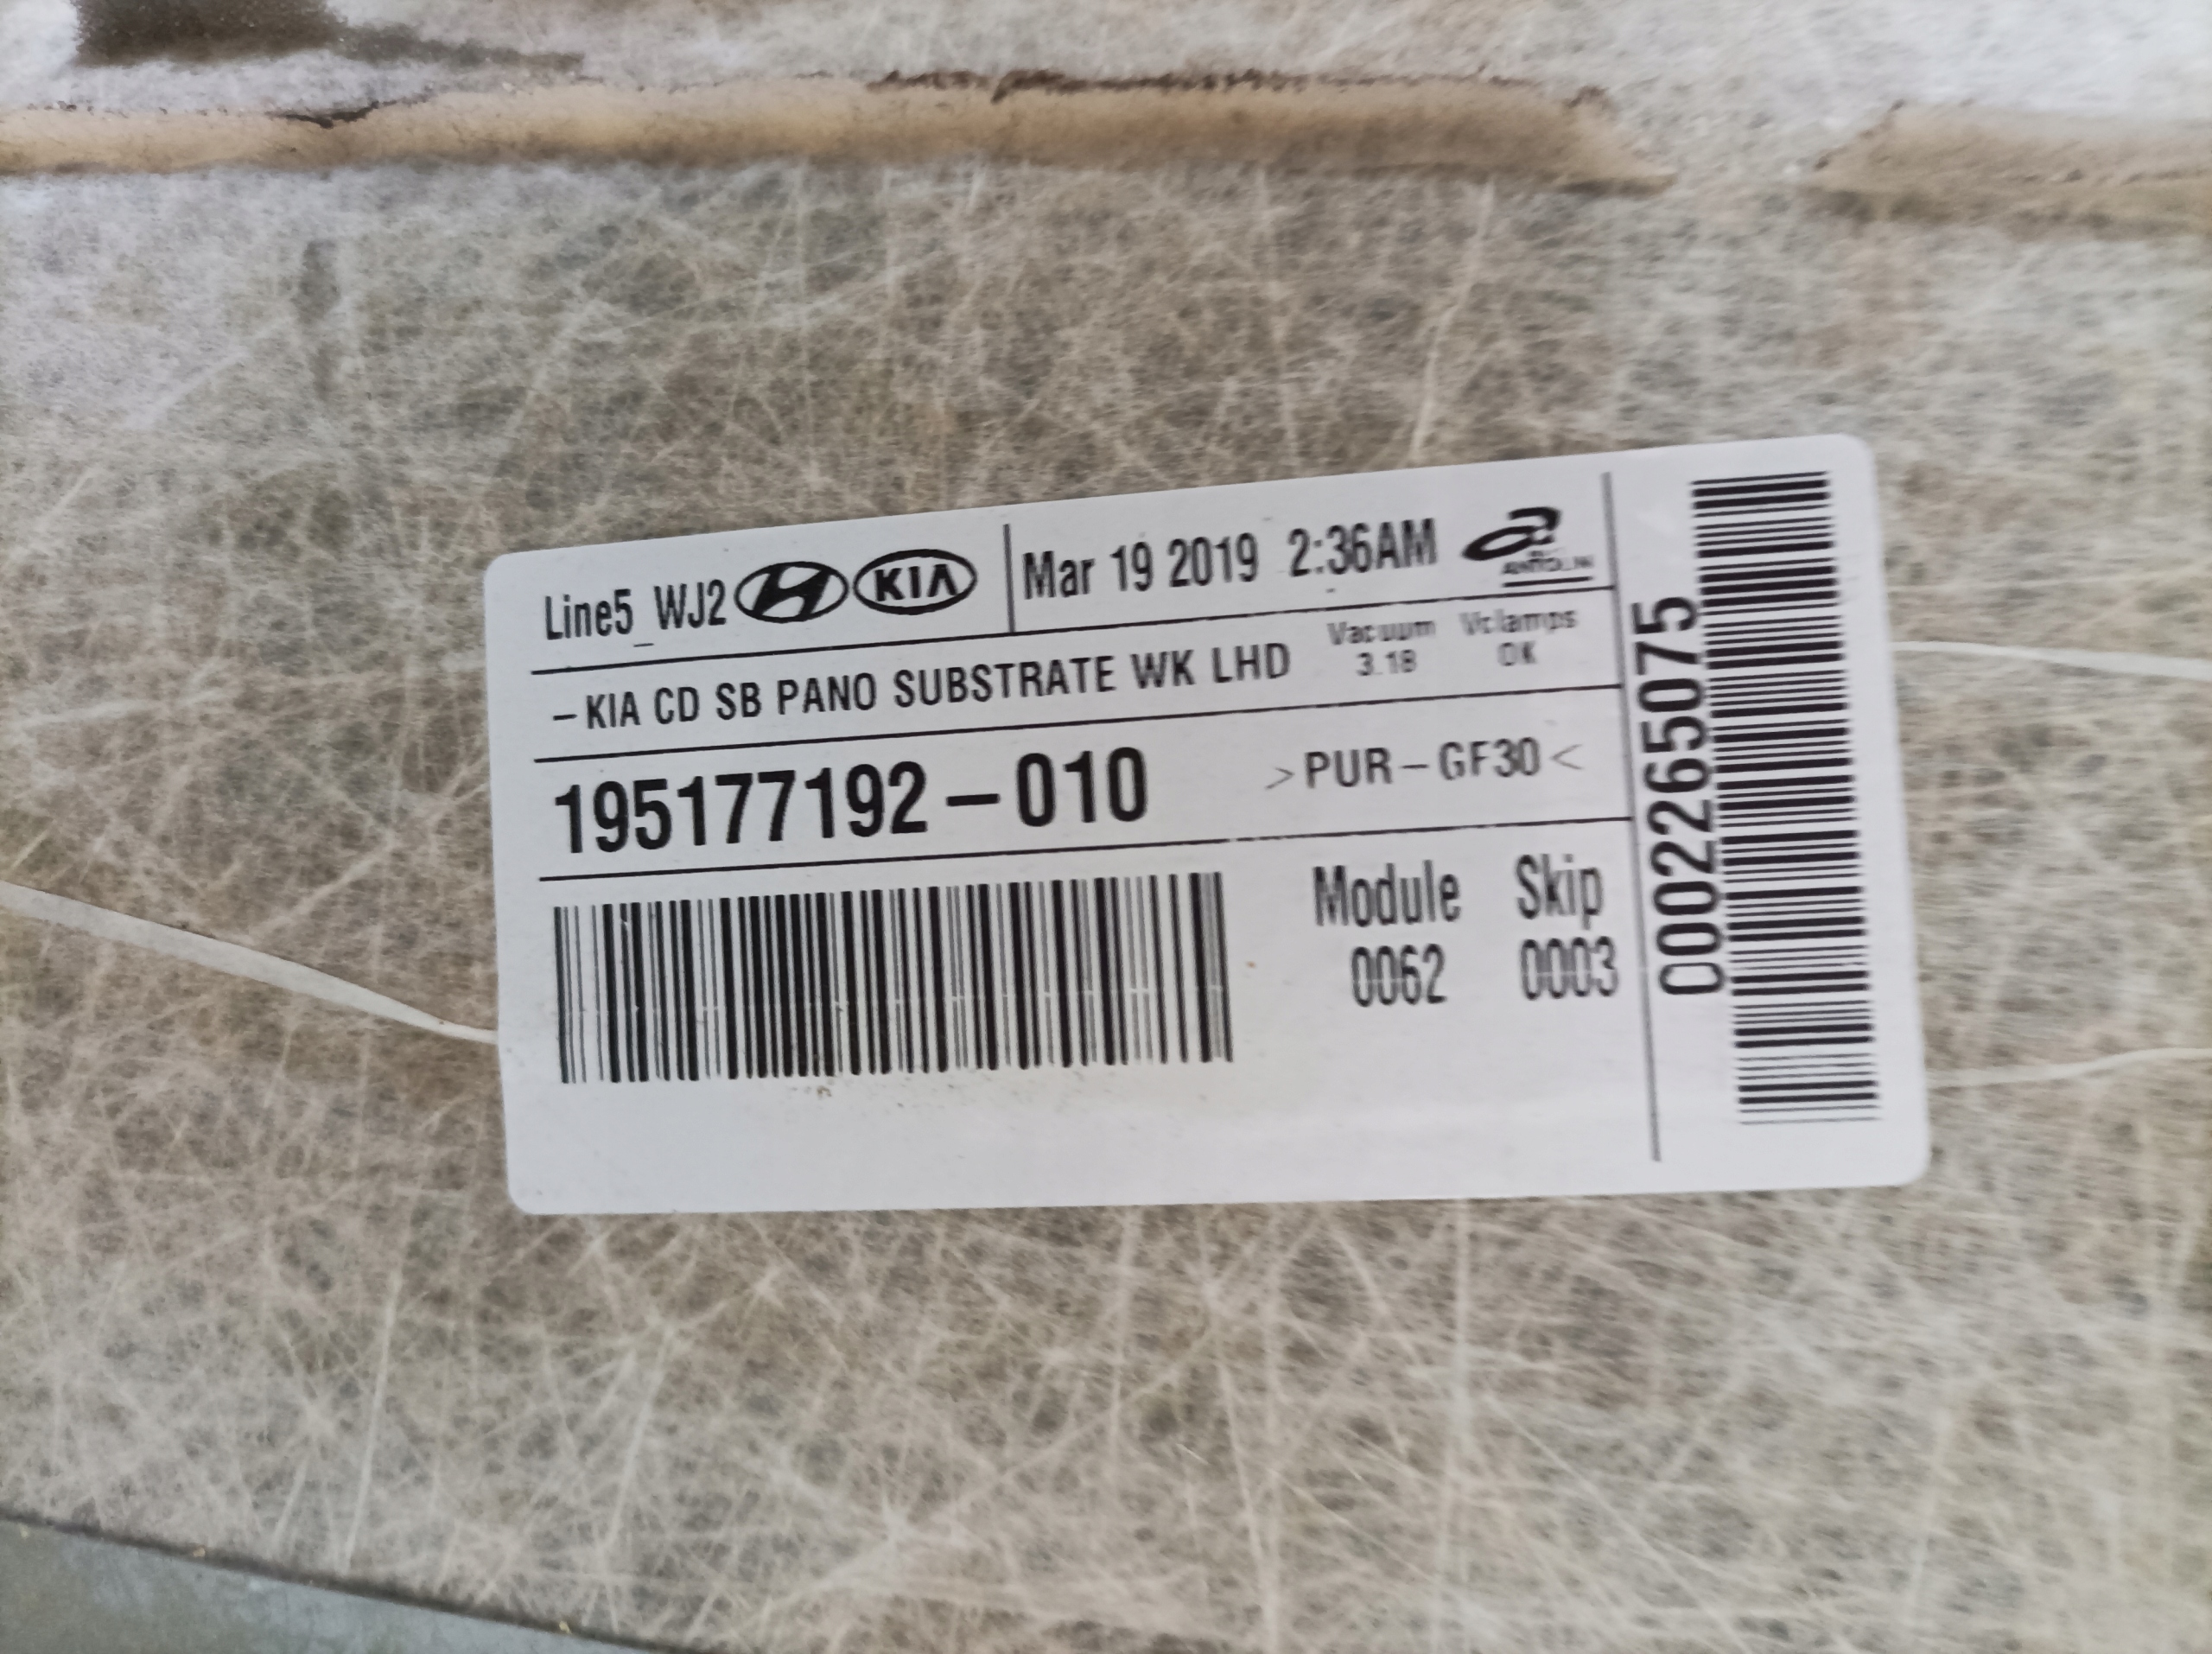 Line5_WJ2 KIA Mar 19 2019 2:36AM
ANTOLIN
–KIA CD SB PANO SUBSTRATE WK LHD
Vacuum Vclamps
3.18 OK
195177192–010 >PUR–GF30<
Module Skip
0062 0003
0002265075